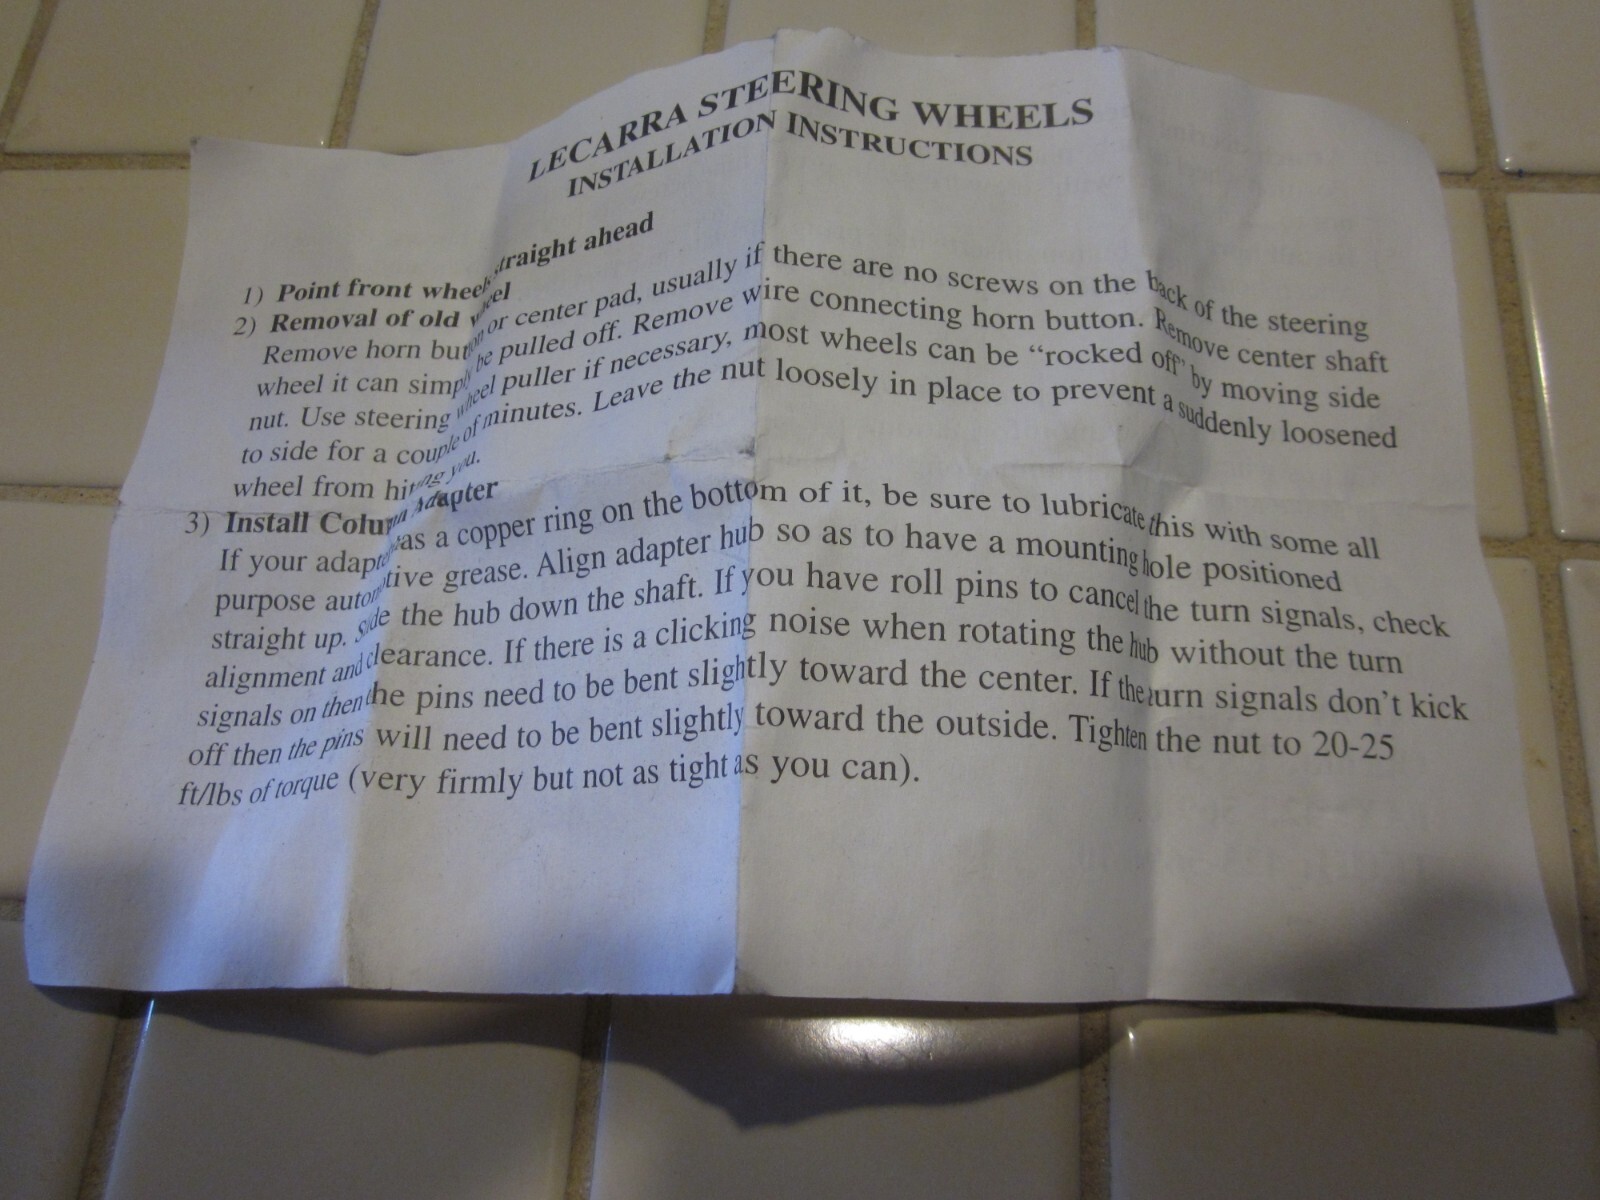 LECARRA STEERING WHEELS
INSTALLATION INSTRUCTIONS
1) Point front wheels straight ahead
2) Removal of old wheel
Remove horn button or center pad, usually if there are no screws on the back of the steering
wheel it can simply be pulled off. Remove wire connecting horn button. Remove center shaft
nut. Use steering wheel puller if necessary, most wheels can be “rocked off” by moving side
to side for a couple of minutes. Leave the nut loosely in place to prevent a suddenly loosened
wheel from hitting you.
3) Install Column Adapter
If your adapter has a copper ring on the bottom of it, be sure to lubricate this with some all
purpose automotive grease. Align adapter hub so as to have a mounting hole positioned
straight up. Slide the hub down the shaft. If you have roll pins to cancel the turn signals, check
alignment and clearance. If there is a clicking noise when rotating the hub without the turn
signals on then the pins need to be bent slightly toward the center. If the turn signals don’t kick
off then the pins will need to be bent slightly toward the outside. Tighten the nut to 20-25
ft/lbs of torque (very firmly but not as tight as you can).